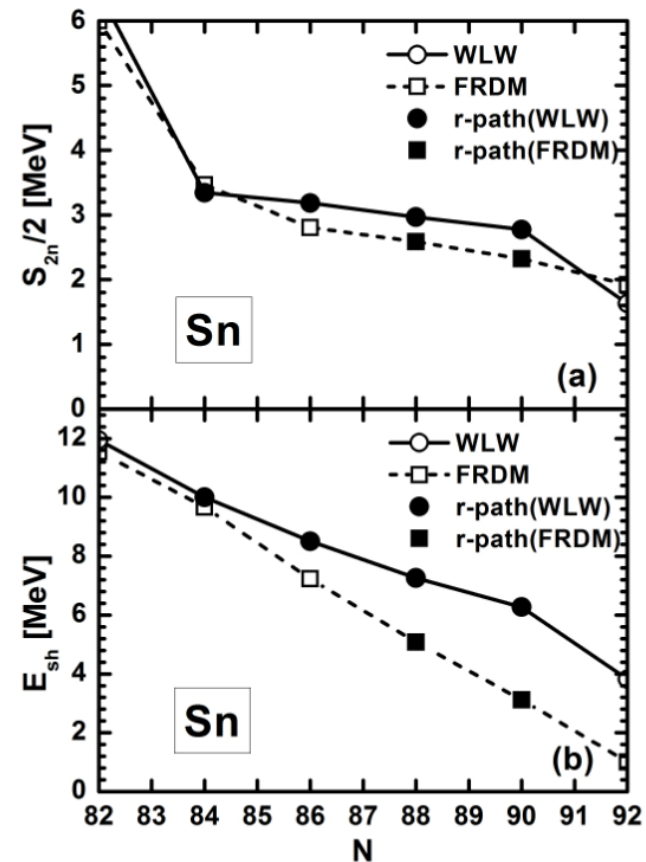 6
5
4
3
2
1
0
S2n/2 [MeV]
WLW
FRDM
r-path(WLW)
r-path(FRDM)
Sn
(a)
12
10
8
6
4
2
0
Esh [MeV]
WLW
FRDM
r-path(WLW)
r-path(FRDM)
Sn
(b)
82 83 84 85 86 87 88 89 90 91 92
N